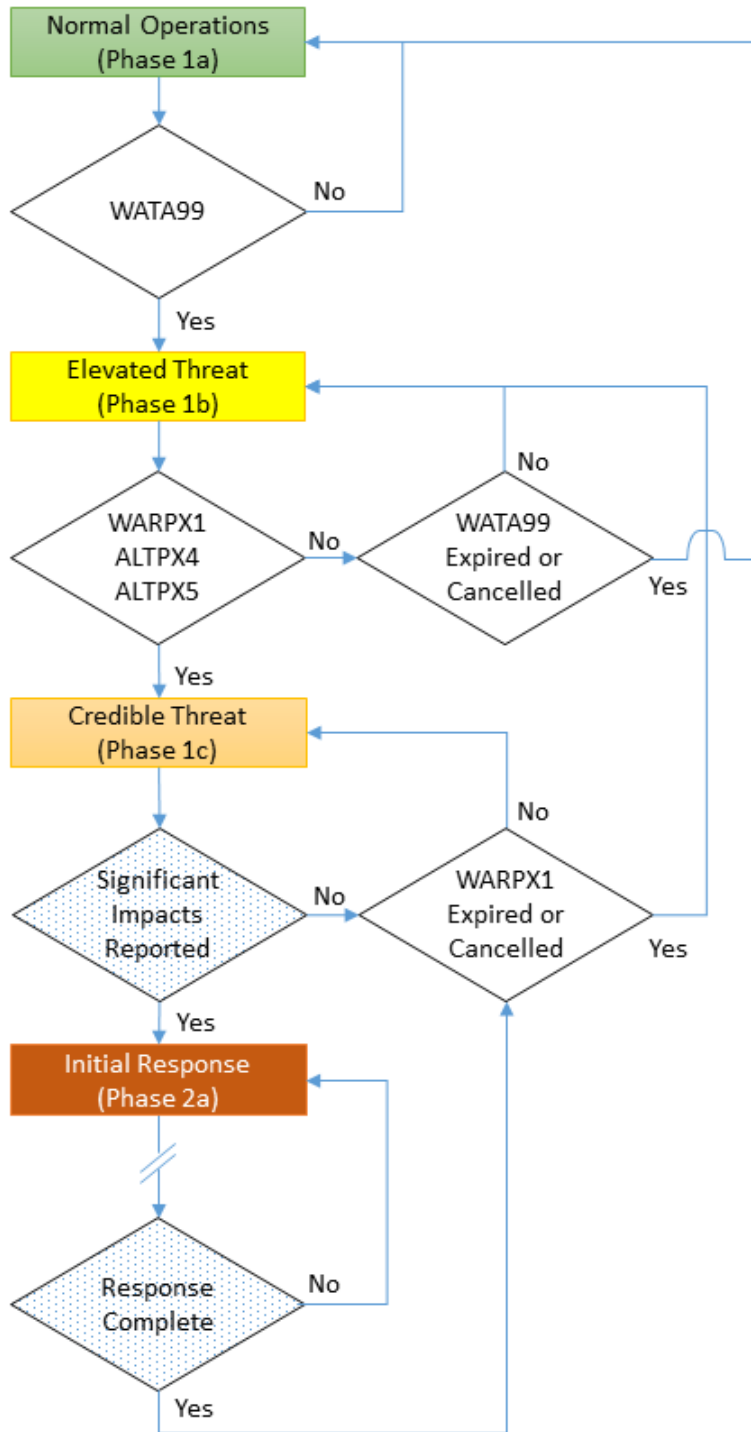 Normal Operations
(Phase 1a)
WATA99
No
Yes
Elevated Threat
(Phase 1b)
WARPX1
ALTPX4
ALTPX5
No
WATA99
Expired or
Cancelled
No
Yes
Yes
Credible Threat
(Phase 1c)
Significant
Impacts
Reported
No
WARPX1
Expired or
Cancelled
No
Yes
Yes
Initial Response
(Phase 2a)
Response
Complete
No
Yes